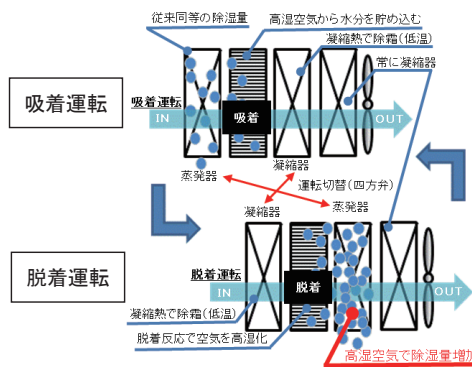 従来同等の除湿量
高湿空気から水分を貯め込む
凝縮熱で除霜(低温)
常に凝縮器
吸着運転
吸着運転
IN
吸着
OUT
蒸発器
凝縮器
運転切替(四方弁)
凝縮器
蒸発器
脱着運転
脱着運転
IN
脱着
OUT
凝縮熱で除霜(低温)
脱着反応で空気を高湿化
高湿空気で除湿量増加